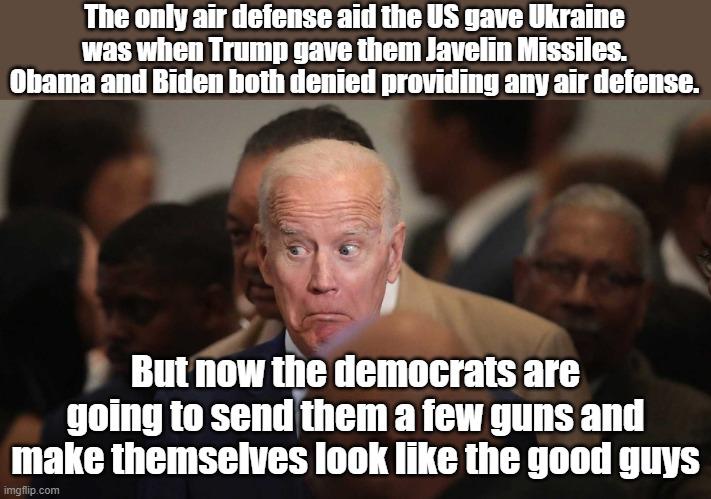 The only air defense aid the US gave Ukraine
was when Trump gave them Javelin Missiles.
Obama and Biden both denied providing any air defense.
But now the democrats are
going to send them a few guns and
make themselves look like the good guys
imgflip.com